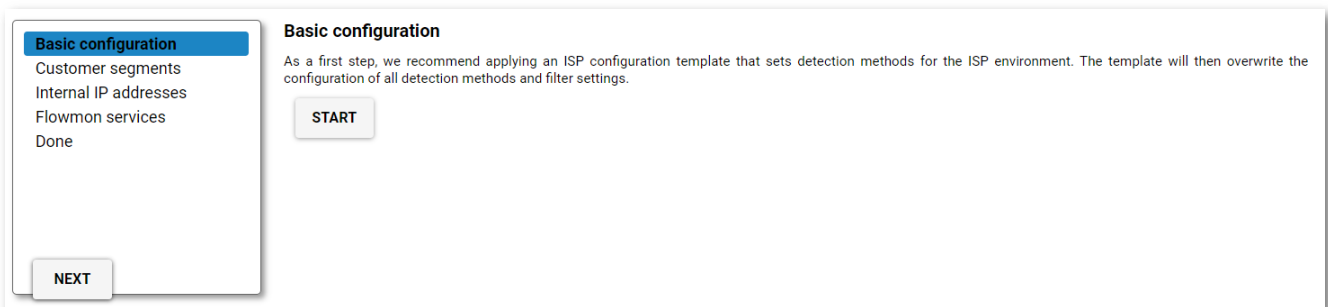 Basic configuration
Customer segments
Internal IP addresses
Flowmon services
Done
NEXT
Basic configuration
As a first step, we recommend applying an ISP configuration template that sets detection methods for the ISP environment. The template will then overwrite the
configuration of all detection methods and filter settings.
START